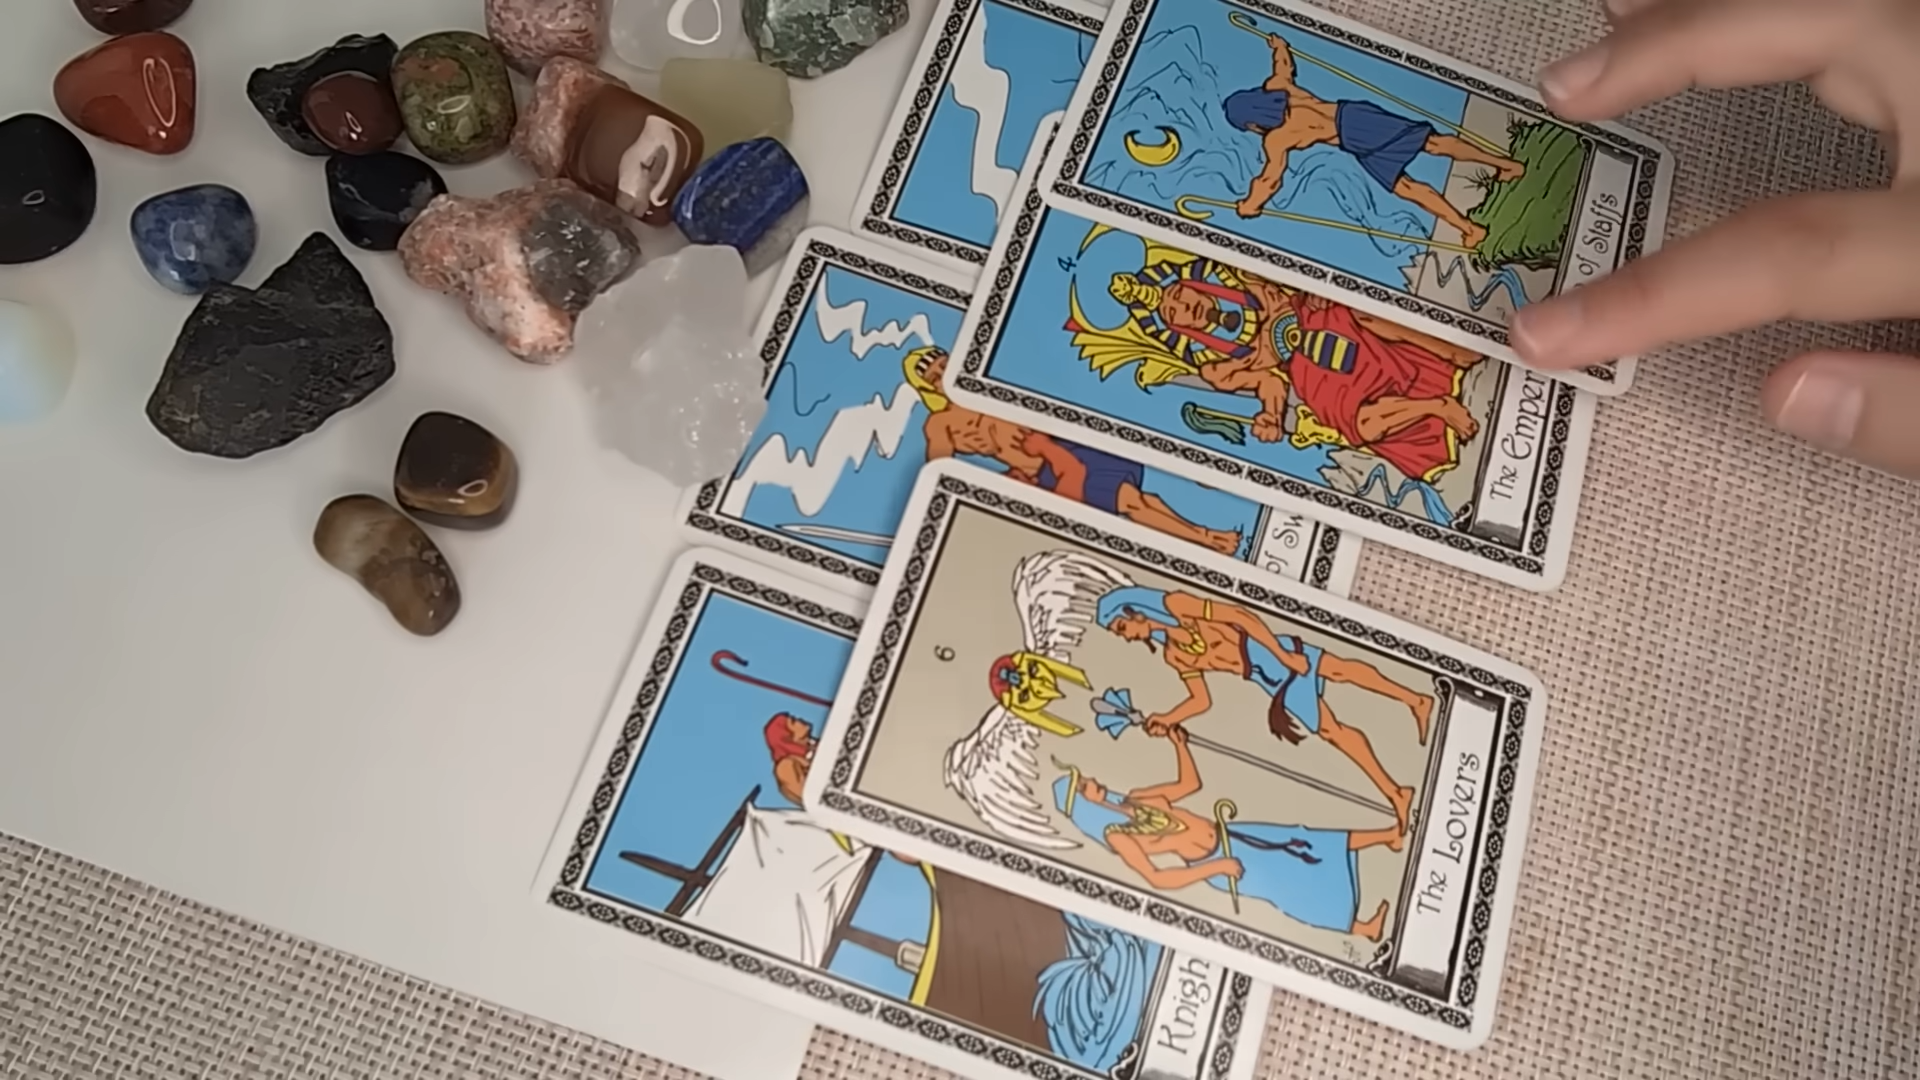 of Staffs
4
The Emper
of Sw
6
The Lovers
Knigh